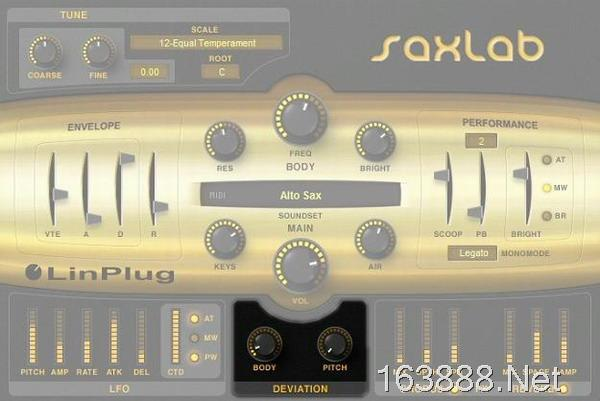 TUNE
SCALE
12-Equal Temperament
COARSE
FINE
0.00
ROOT
C
saxlab
ENVELOPE
VTE
A
D
R
RES
FREQ
BODY
BRIGHT
MIDI
Alto Sax
SOUNDSET
MAIN
KEYS
VOL
AIR
PERFORMANCE
2
AT
MW
BR
SCOOP
PB
BRIGHT
Legato
MONOMODE
LinPlug
PITCH
AMP
RATE
ATK
DEL
CTD
AT
MW
PW
LFO
BODY
PITCH
DEVIATION
163888.Net